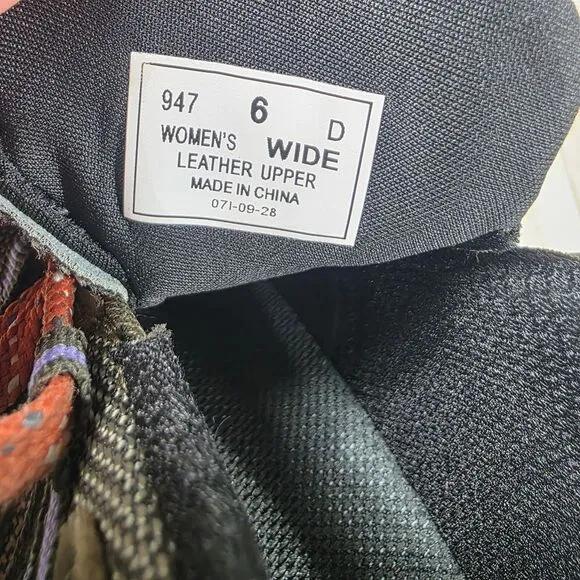 947 6 D
WOMEN'S WIDE
LEATHER UPPER
MADE IN CHINA
071-09-28